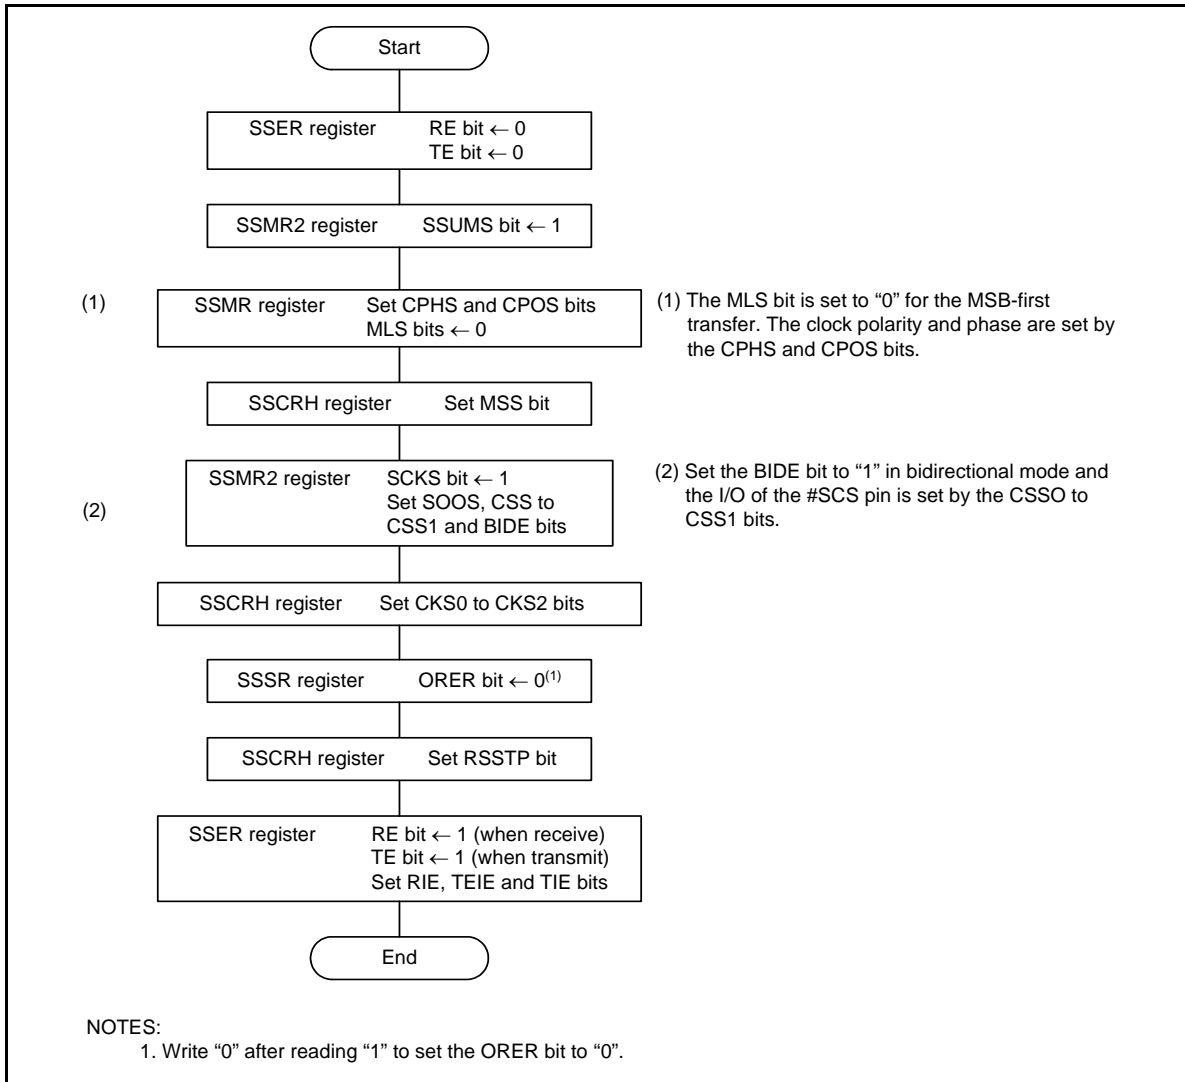 Start
SSER register RE bit ← 0
TE bit ← 0
SSMR2 register SSUMS bit ← 1
(1) SSMR register Set CPHS and CPOS bits
MLS bits ← 0
(1) The MLS bit is set to “0” for the MSB-first
transfer. The clock polarity and phase are set by
the CPHS and CPOS bits.
SSCRH register Set MSS bit
(2) SSMR2 register SCKS bit ← 1
Set SOOS, CSS to
CSS1 and BIDE bits
(2) Set the BIDE bit to “1” in bidirectional mode and
the I/O of the #SCS pin is set by the CSSO to
CSS1 bits.
SSCRH register Set CKS0 to CKS2 bits
SSSR register ORER bit ← 0(1)
SSCRH register Set RSSTP bit
SSER register RE bit ← 1 (when receive)
TE bit ← 1 (when transmit)
Set RIE, TEIE and TIE bits
End
NOTES:
1. Write “0” after reading “1” to set the ORER bit to “0”.